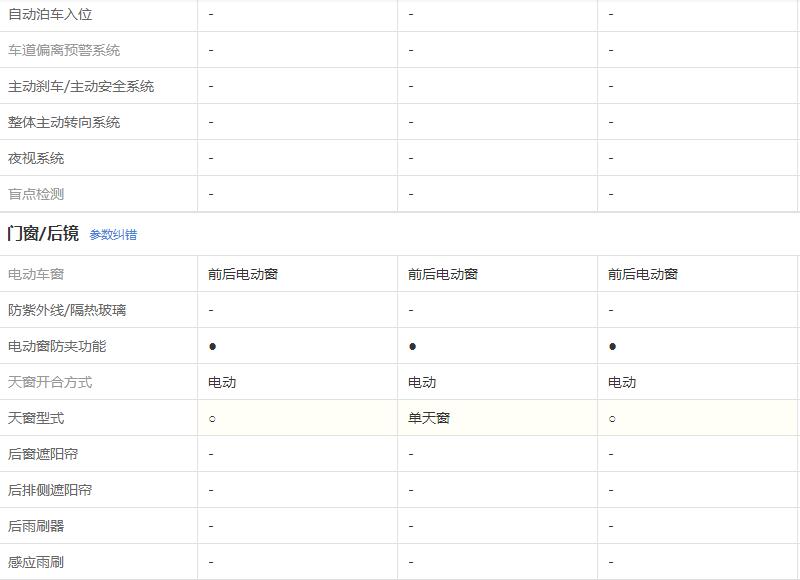 自动泊车入位 - - -
车道偏离预警系统 - - -
主动刹车/主动安全系统 - - -
整体主动转向系统 - - -
夜视系统 - - -
盲点检测 - - -
门窗/后镜 参数纠错
电动车窗 前后电动窗 前后电动窗 前后电动窗
防紫外线/隔热玻璃 - - -
电动窗防夹功能 ● ● ●
天窗开合方式 电动 电动 电动
天窗型式 ○ 单天窗 ○
后窗遮阳帘 - - -
后排侧遮阳帘 - - -
后雨刷器 - - -
感应雨刷 - - -